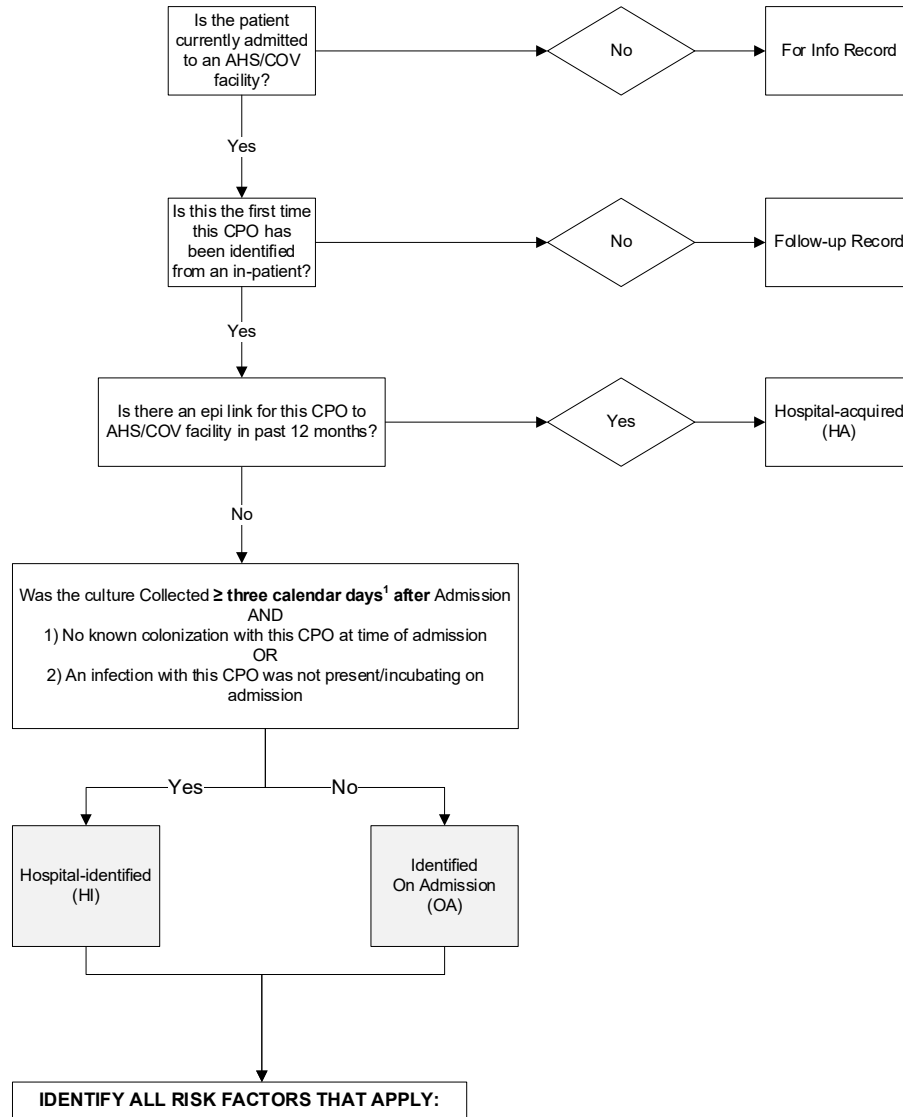 Is the patient
currently admitted
to an AHS/COV
facility?
No
For Info Record
Yes
Is this the first time
this CPO has
been identified
from an in-patient?
No
Follow-up Record
Yes
Is there an epi link for this CPO to
AHS/COV facility in past 12 months?
Yes
Hospital-acquired
(HA)
No
Was the culture Collected ≥ three calendar days¹ after Admission
AND
1) No known colonization with this CPO at time of admission
OR
2) An infection with this CPO was not present/incubating on
admission
Yes
No
Hospital-identified
(HI)
Identified
On Admission
(OA)
IDENTIFY ALL RISK FACTORS THAT APPLY: